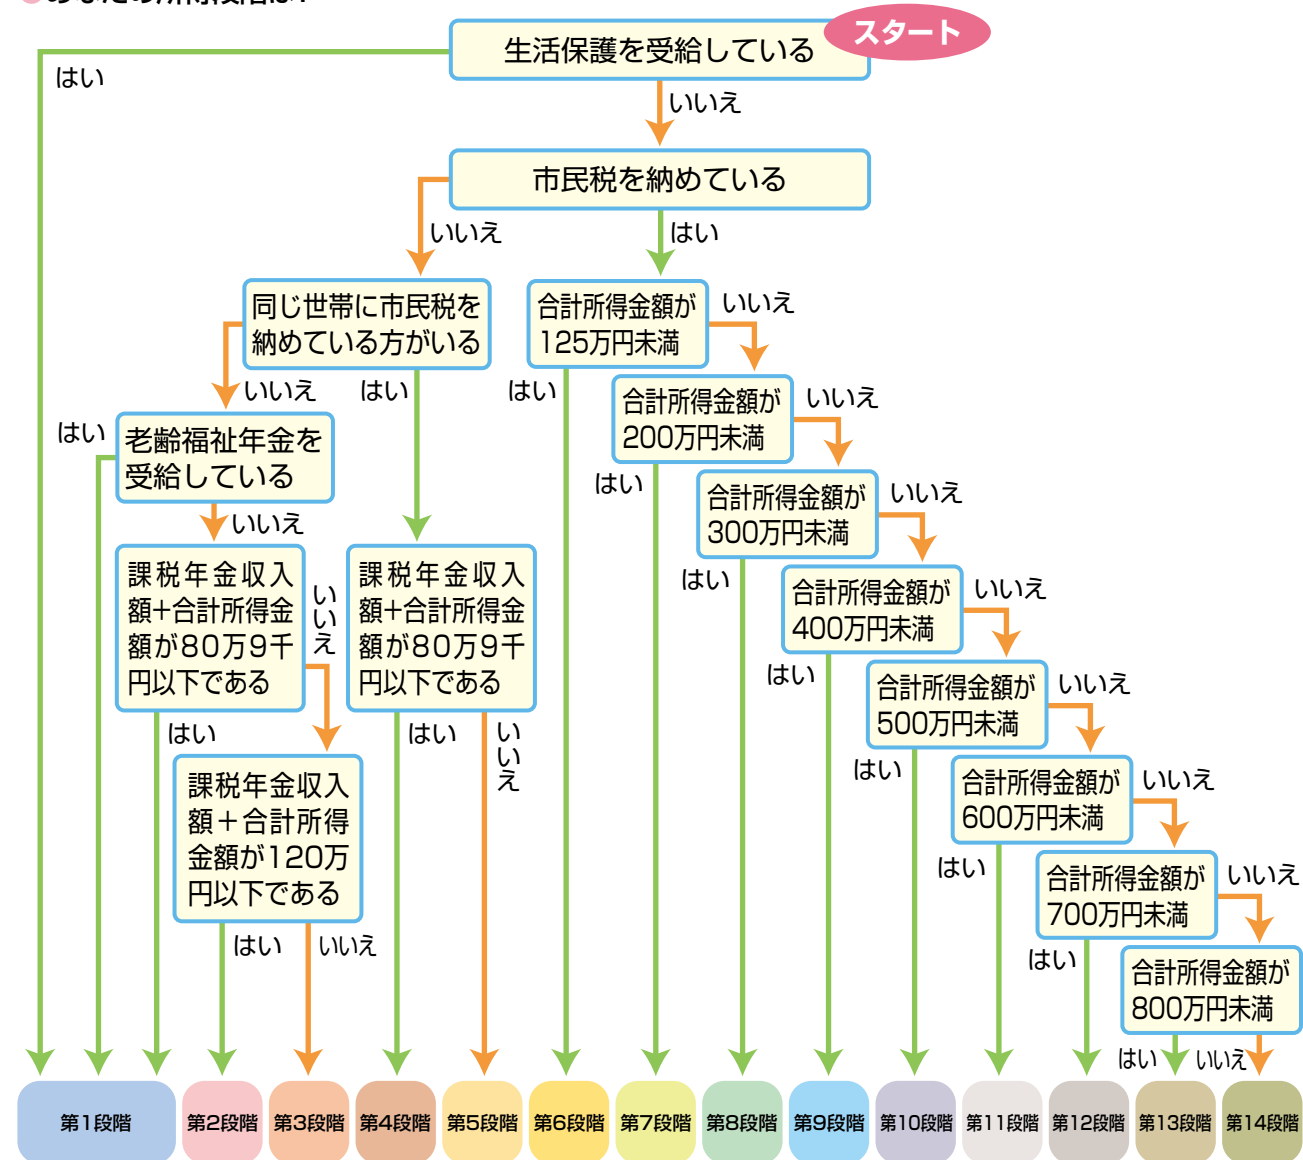 スタート
生活保護を受給している
はい
いいえ
市民税を納めている
いいえ
はい
同じ世帯に市民税を
納めている方がいる
いいえ
はい
合計所得金額が
125万円未満
いいえ
はい
合計所得金額が
200万円未満
いいえ
はい
老齢福祉年金を
受給している
はい
いいえ
合計所得金額が
300万円未満
いいえ
はい
課税年金収入
額+合計所得金
額が80万9千
円以下である
いいえ
はい
課税年金収入
額+合計所得金
額が80万9千
円以下である
はい
いいえ
合計所得金額が
400万円未満
いいえ
はい
合計所得金額が
500万円未満
いいえ
はい
課税年金収入
額+合計所得
金額が120万
円以下である
はい
いいえ
合計所得金額が
600万円未満
いいえ
はい
合計所得金額が
700万円未満
いいえ
はい
合計所得金額が
800万円未満
はい
いいえ
第1段階
第2段階
第3段階
第4段階
第5段階
第6段階
第7段階
第8段階
第9段階
第10段階
第11段階
第12段階
第13段階
第14段階